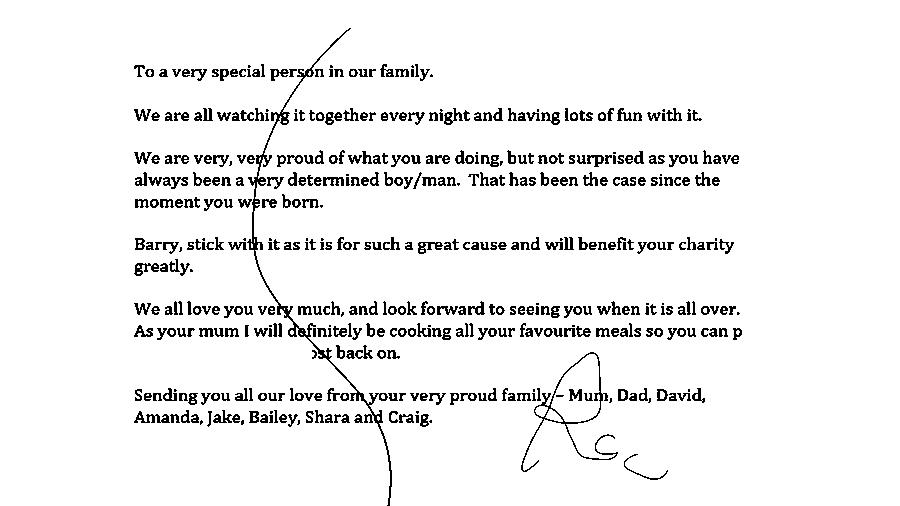 To a very special person in our family.
We are all watching it together every night and having lots of fun with it.
We are very, very proud of what you are doing, but not surprised as you have
always been a very determined boy/man. That has been the case since the
moment you were born.
Barry, stick with it as it is for such a great cause and will benefit your charity
greatly.
We all love you very much, and look forward to seeing you when it is all over.
As your mum I will definitely be cooking all your favourite meals so you can p
back on.
Sending you all our love from your very proud family – Mum, Dad, David,
Amanda, Jake, Bailey, Shara and Craig.